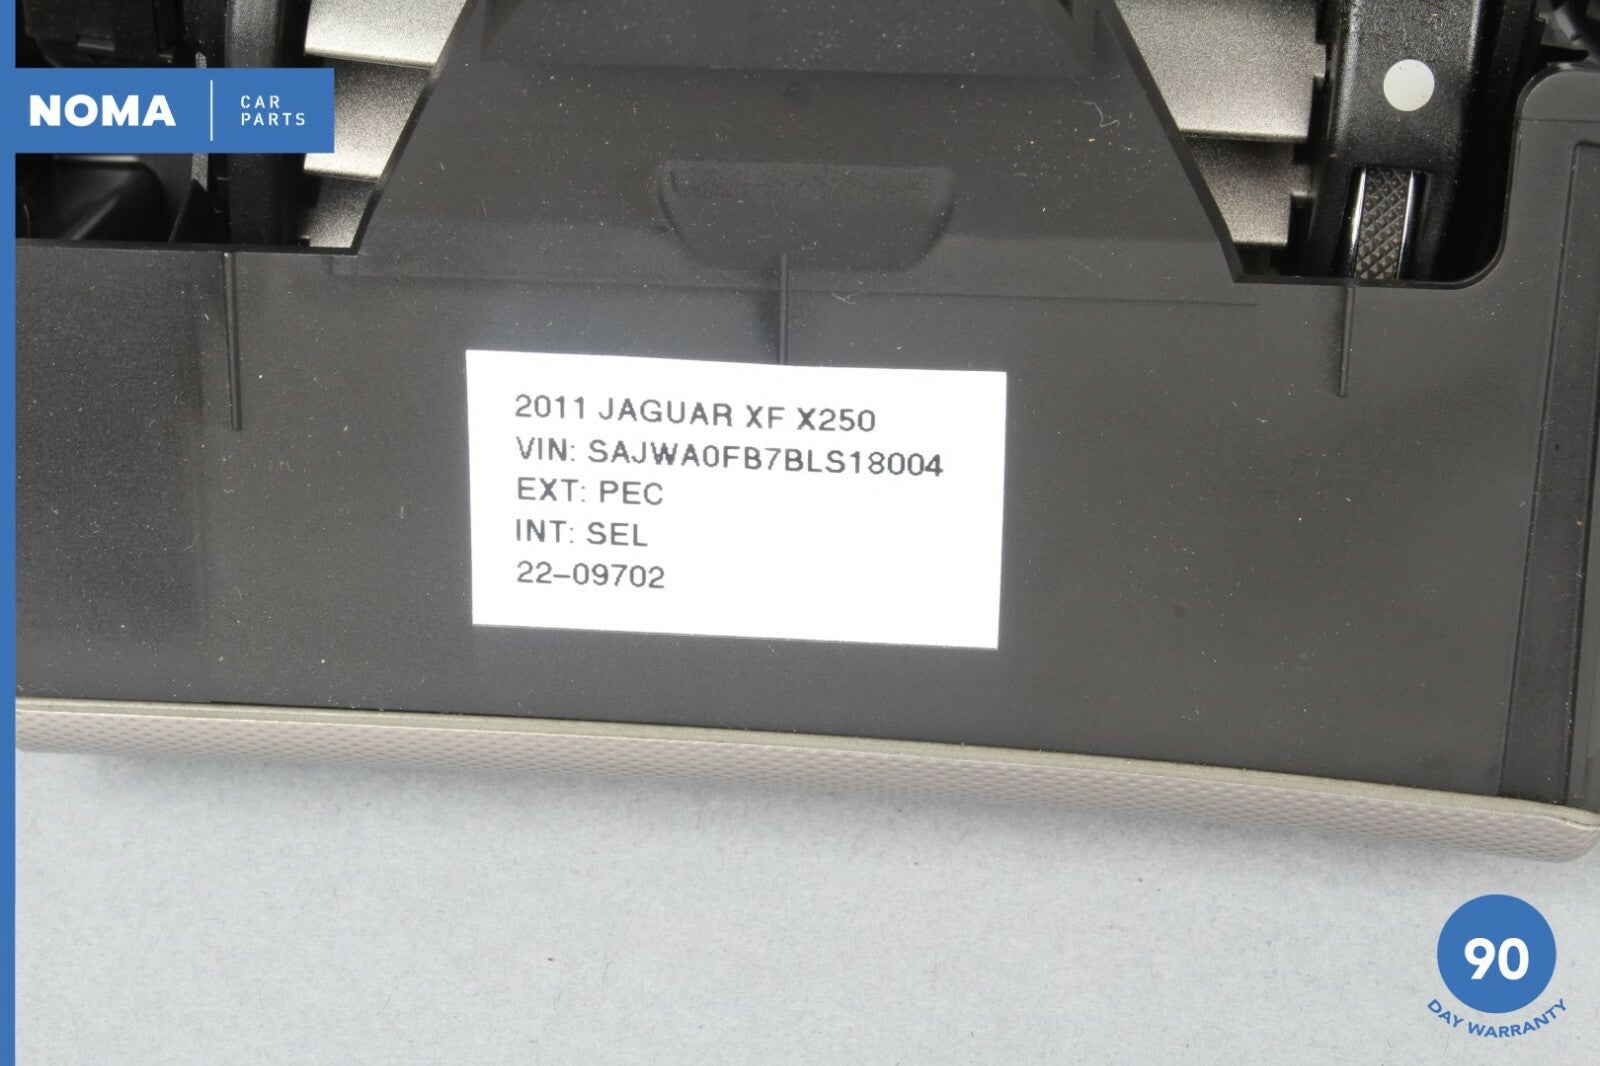 NOMA
CAR
PARTS
2011 JAGUAR XF X250
VIN: SAJWA0FB7BLS18004
EXT: PEC
INT: SEL
22-09702
90
DAY WARRANTY